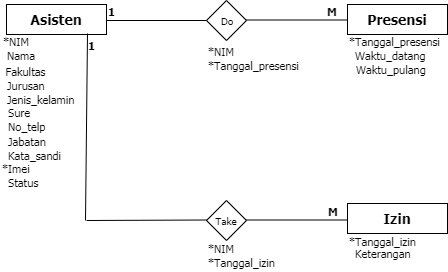 Asisten
1
1
*NIM
Nama
Fakultas
Jurusan
Jenis_kelamin
Sure
No_telp
Jabatan
Kata_sandi
*Imei
Status
Do
*NIM
*Tanggal_presensi
M
Presensi
*Tanggal_presensi
Waktu_datang
Waktu_pulang
Take
*NIM
*Tanggal_izin
M
Izin
*Tanggal_izin
Keterangan